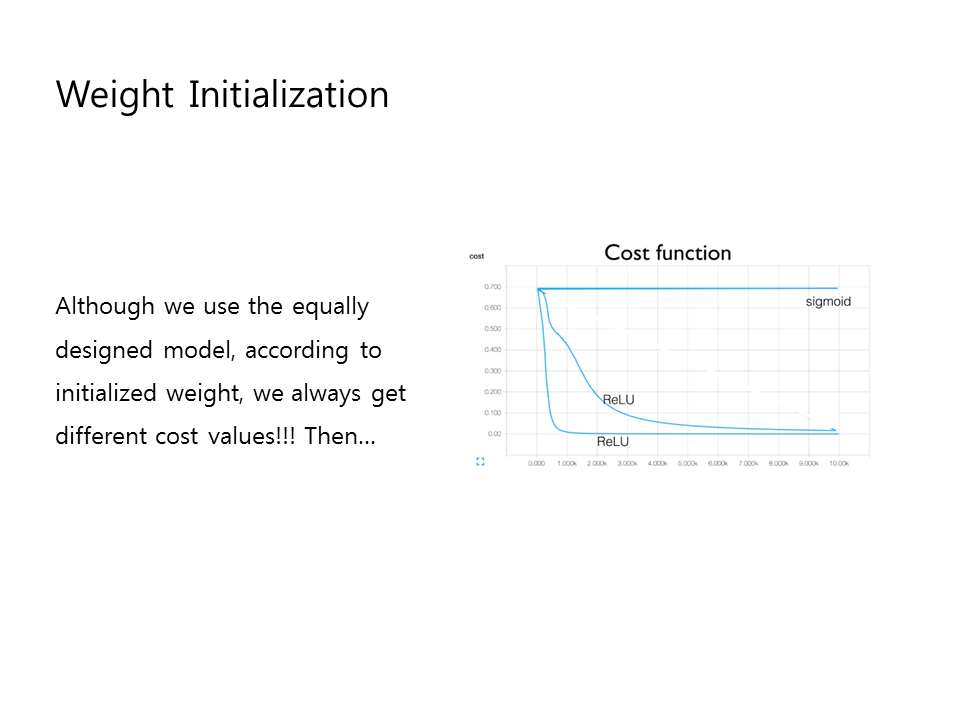 Weight Initialization
Although we use the equally
designed model, according to
initialized weight, we always get
different cost values!!! Then...
cost
Cost function
0.700
0.600
0.500
0.400
0.300
0.200
0.100
0.00
sigmoid
ReLU
ReLU
0.000 1.000k 2.000k 3.000k 4.000k 5.000k 6.000k 7.000k 8.000k 9.000k 10.00k